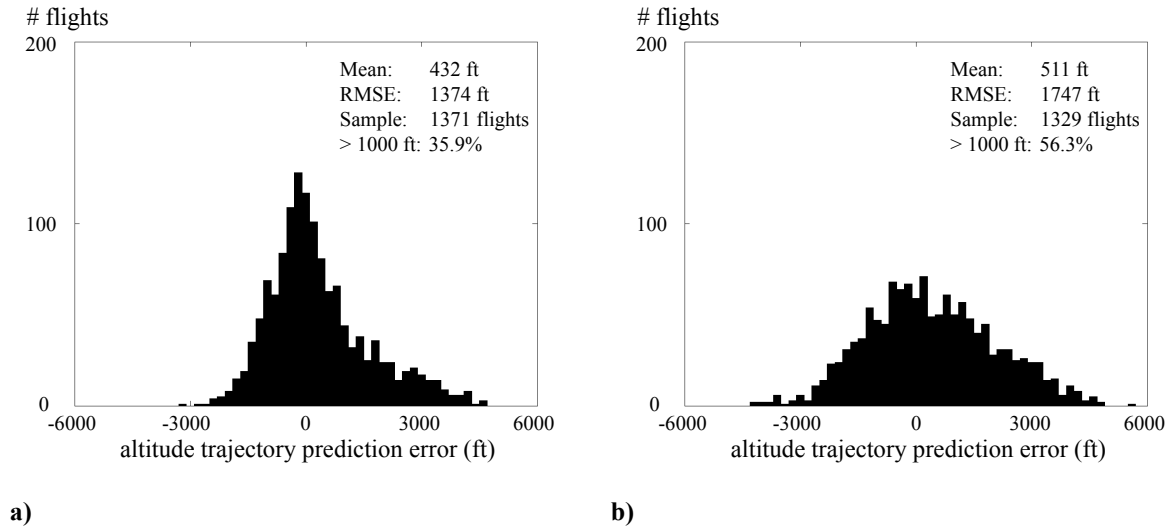 # flights
200
Mean: 432 ft
RMSE: 1374 ft
Sample: 1371 flights
> 1000 ft: 35.9%
100
0
-6000 -3000 0 3000 6000
altitude trajectory prediction error (ft)
a)
# flights
200
Mean: 511 ft
RMSE: 1747 ft
Sample: 1329 flights
> 1000 ft: 56.3%
100
0
-6000 -3000 0 3000 6000
altitude trajectory prediction error (ft)
b)